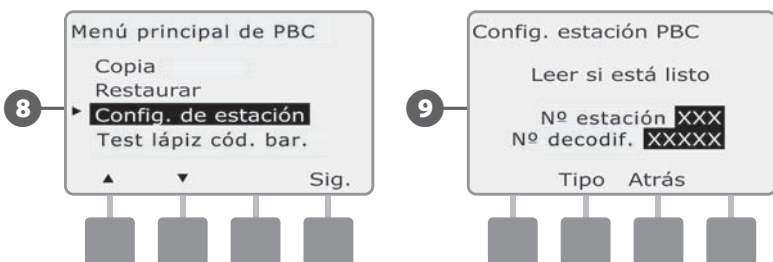 8
Menú principal de PBC
Copia
Restaurar
Config. de estación
Test lápiz cód. bar.
Sig.
9
Config. estación PBC
Leer si está listo
Nº estación XXX
Nº decodif. XXXXX
Tipo Atrás